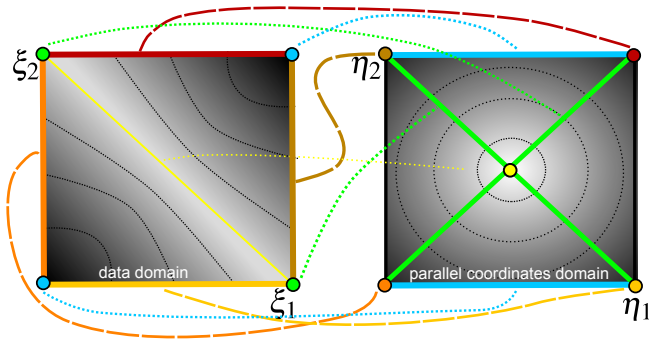 ξ2
η2
data domain
parallel coordinates domain
ξ1
η1